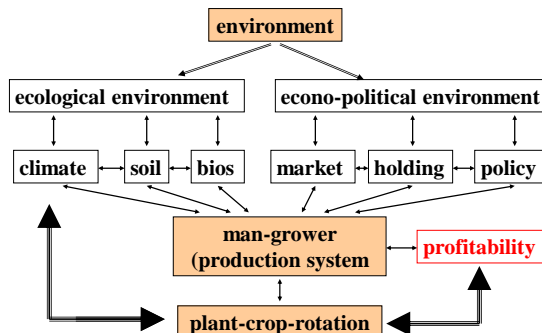 environment
ecological environment
econo-political environment
climate
soil
bios
market
holding
policy
man-grower
(production system
profitability
plant-crop-rotation